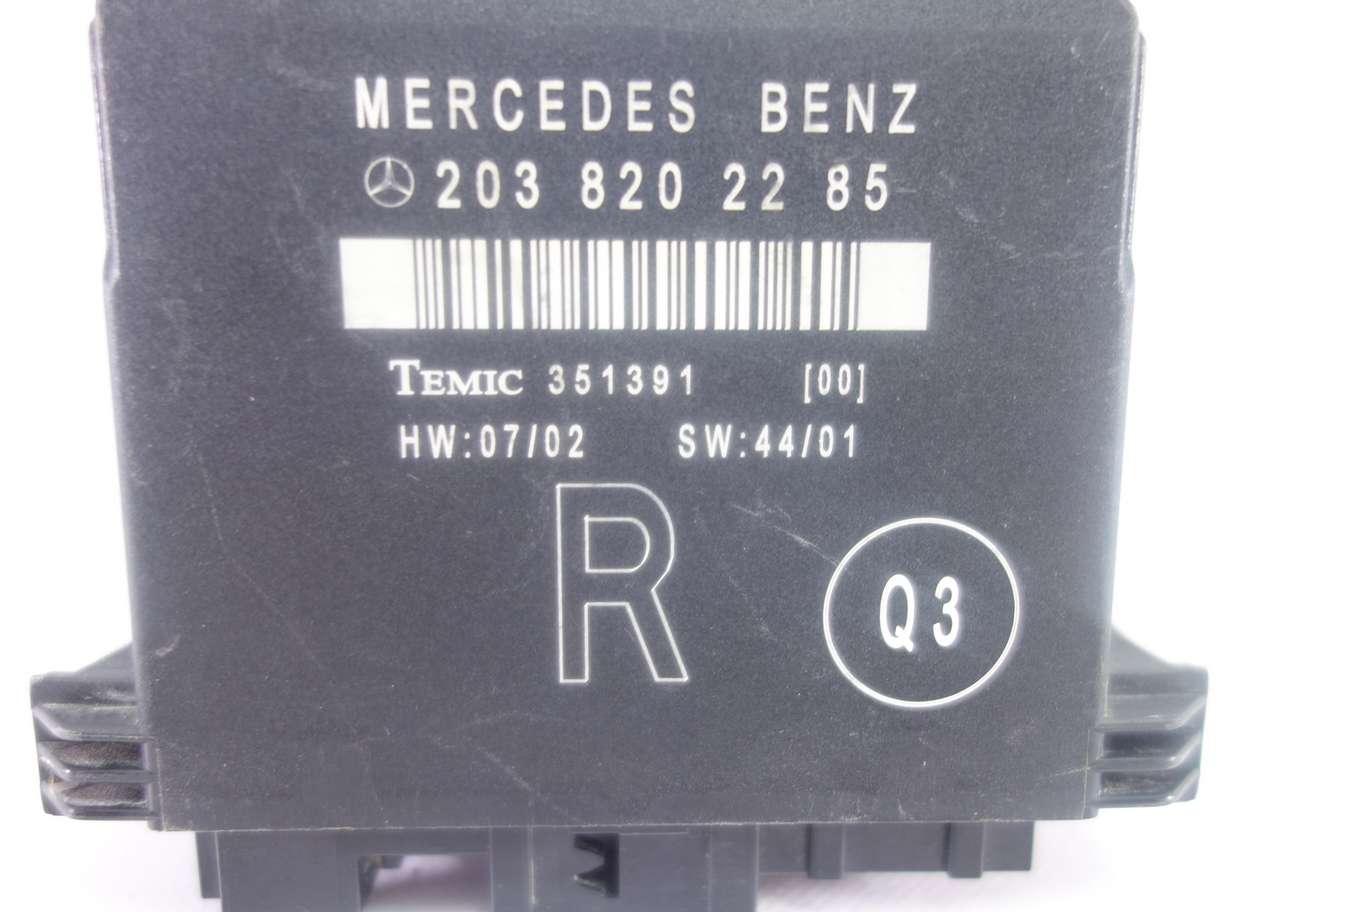 MERCEDES BENZ
203 820 22 85
TEMIC 351391 [00]
HW:07/02 SW:44/01
R
Q3